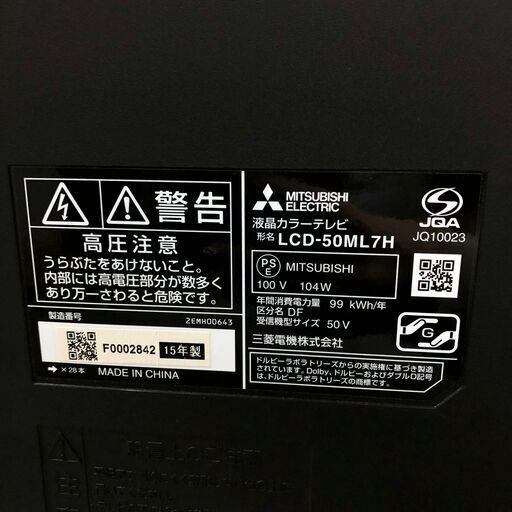 警告
高圧注意
うらぶたをあけないこと。
内部には高電圧部分が数多く
あり万一さわると危険です。
製造番号
2EMH00643
F0002842 15年製
→×28本
MADE IN CHINA
MITSUBISHI
ELECTRIC
液晶カラーテレビ
形名 LCD-50ML7H
PS
E
MITSUBISHI
100 V 104W
年間消費電力量 99 kWh/年
区分名 DF
受信機型サイズ 50 V
三菱電機株式会社
ドルビーラボラトリーズからの実施権に基づき製造
されています。Dolby、ドルビーおよびダブルD記号
は、ドルビーラボラトリーズの商標です。
JQA
JQ10023
G